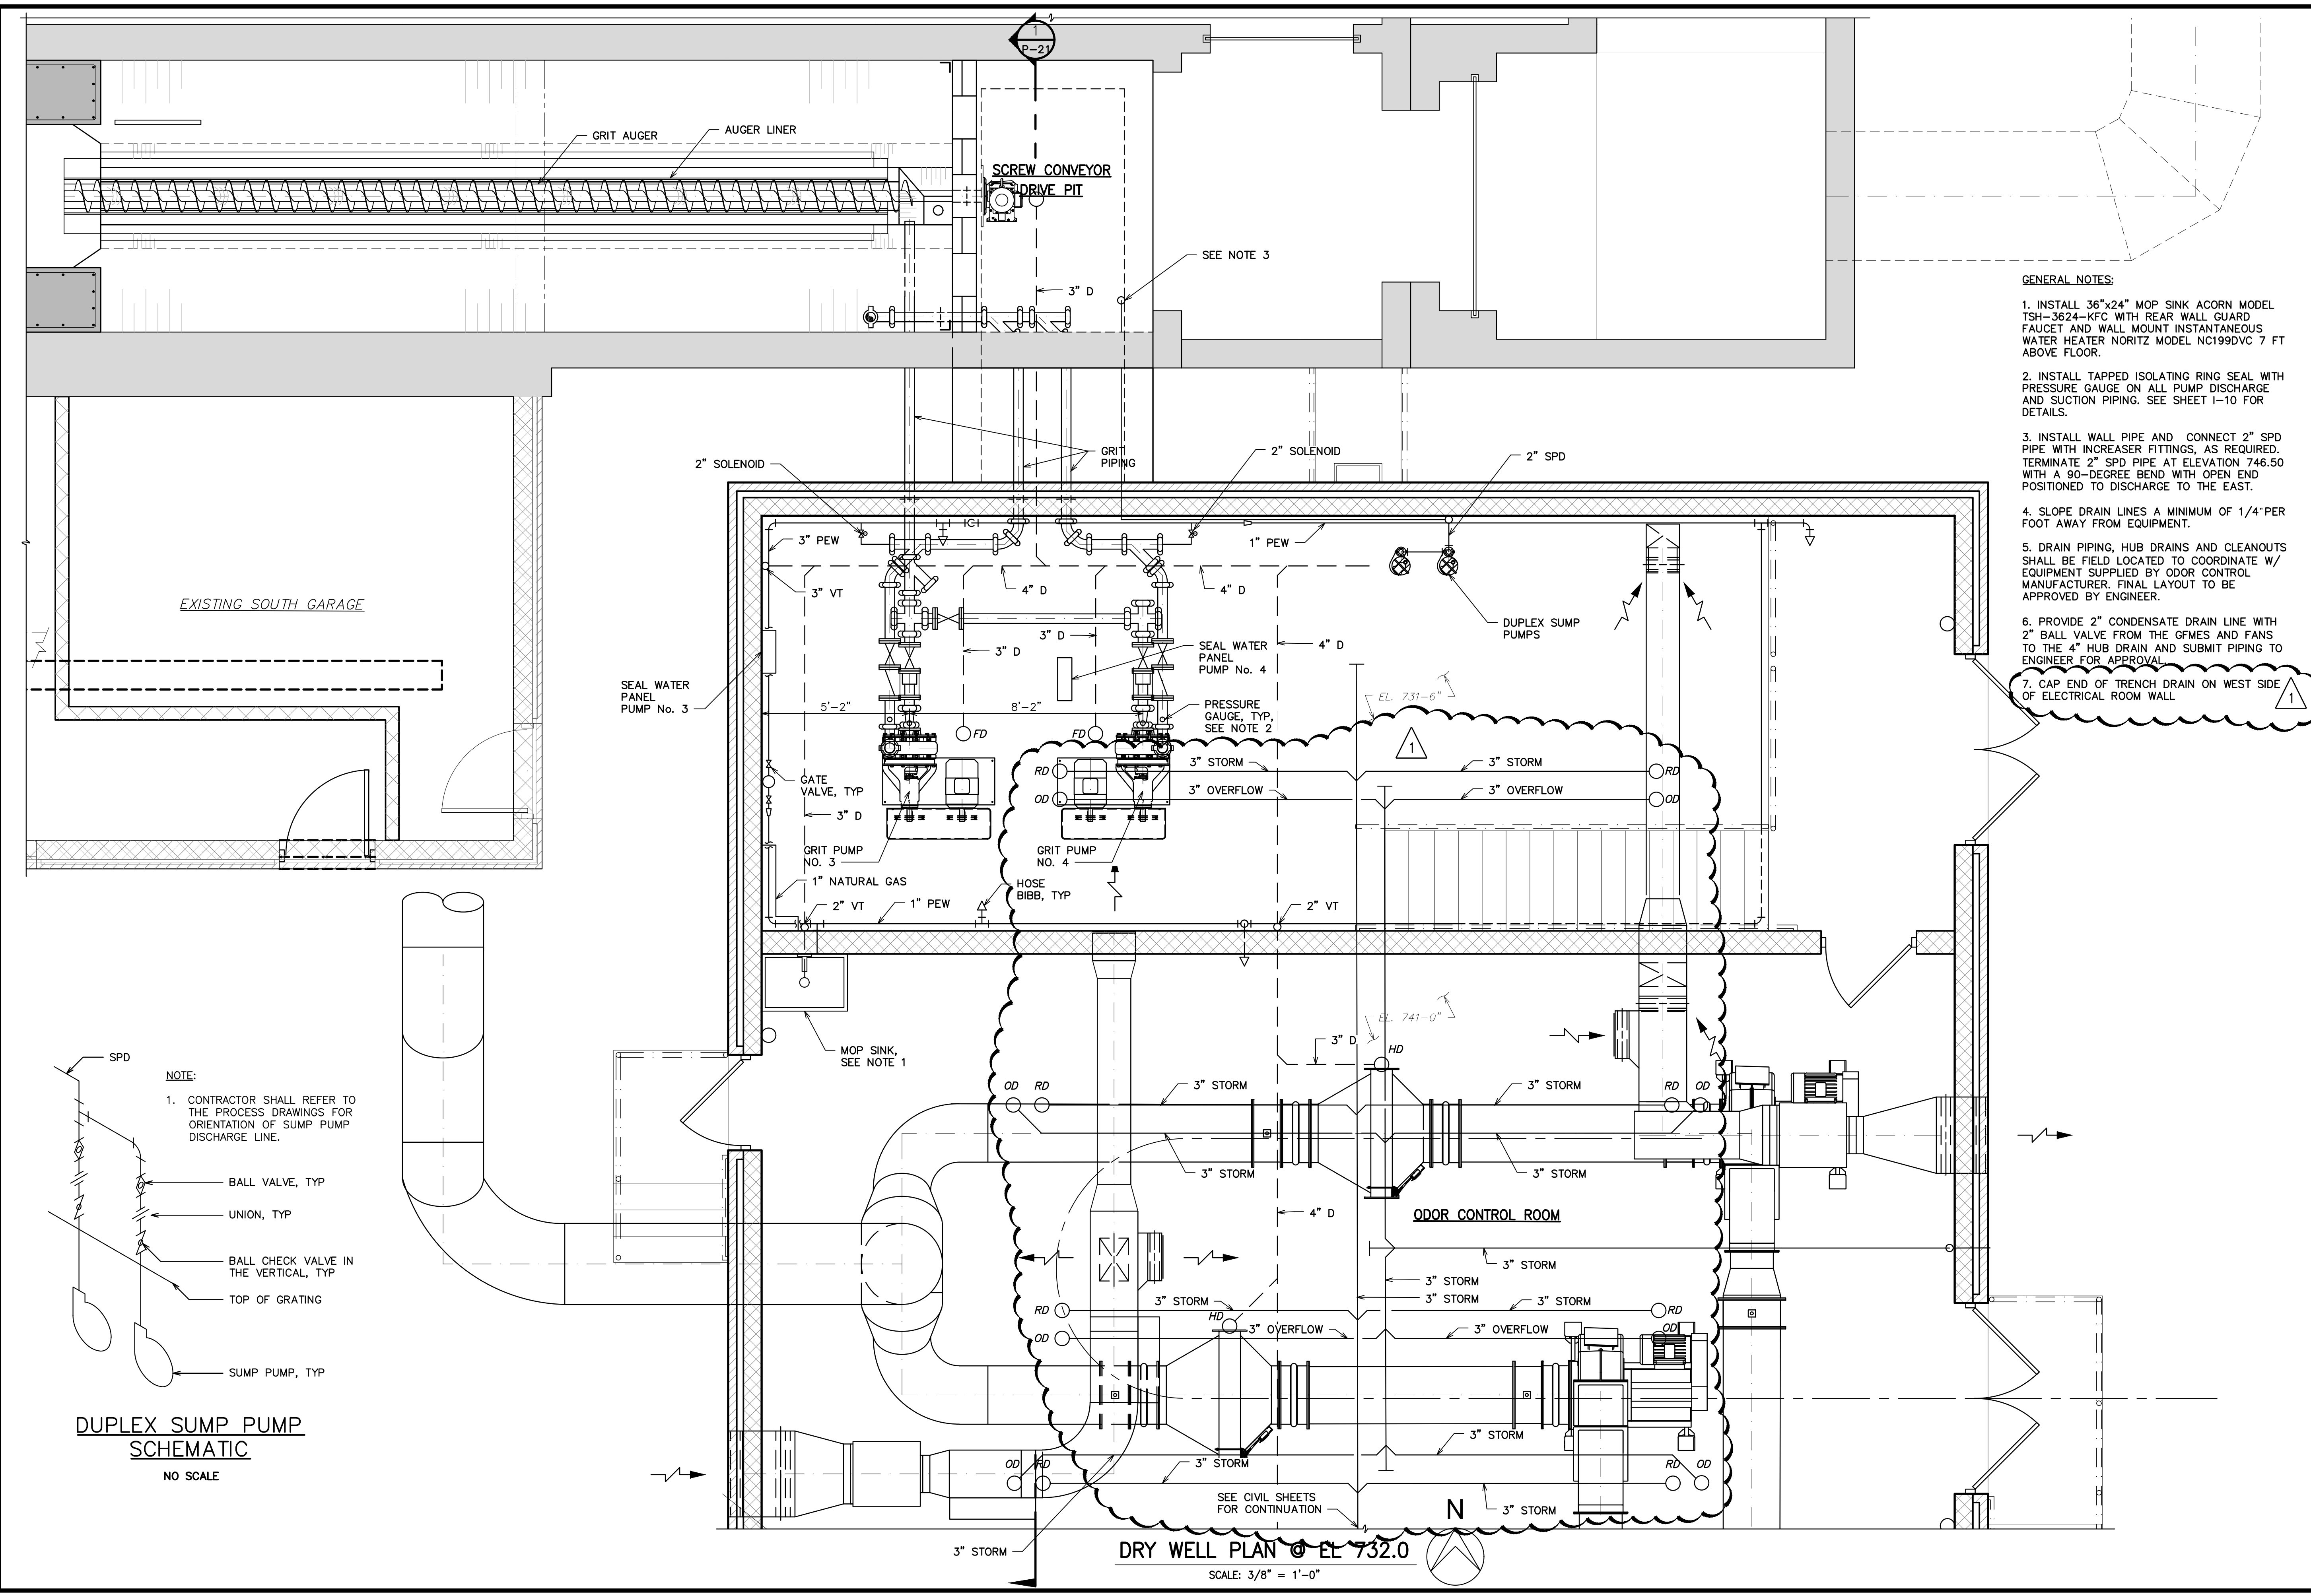 1
P-21
GRIT AUGER
AUGER LINER
SCREW CONVEYOR
DRIVE PIT
SEE NOTE 3
3" D
GENERAL NOTES:
1. INSTALL 36"x24" MOP SINK ACORN MODEL
TSH-3624-KFC WITH REAR WALL GUARD
FAUCET AND WALL MOUNT INSTANTANEOUS
WATER HEATER NORITZ MODEL NC199DVC 7 FT
ABOVE FLOOR.
2. INSTALL TAPPED ISOLATING RING SEAL WITH
PRESSURE GAUGE ON ALL PUMP DISCHARGE
AND SUCTION PIPING. SEE SHEET I-10 FOR
DETAILS.
3. INSTALL WALL PIPE AND CONNECT 2" SPD
PIPE WITH INCREASER FITTINGS, AS REQUIRED.
TERMINATE 2" SPD PIPE AT ELEVATION 746.50
WITH A 90-DEGREE BEND WITH OPEN END
POSITIONED TO DISCHARGE TO THE EAST.
4. SLOPE DRAIN LINES A MINIMUM OF 1/4"PER
FOOT AWAY FROM EQUIPMENT.
5. DRAIN PIPING, HUB DRAINS AND CLEANOUTS
SHALL BE FIELD LOCATED TO COORDINATE W/
EQUIPMENT SUPPLIED BY ODOR CONTROL
MANUFACTURER. FINAL LAYOUT TO BE
APPROVED BY ENGINEER.
6. PROVIDE 2" CONDENSATE DRAIN LINE WITH
2" BALL VALVE FROM THE GFMES AND FANS
TO THE 4" HUB DRAIN AND SUBMIT PIPING TO
ENGINEER FOR APPROVAL.
7. CAP END OF TRENCH DRAIN ON WEST SIDE
OF ELECTRICAL ROOM WALL
1
GRIT
PIPING
2" SOLENOID
2" SOLENOID
2" SPD
3" PEW
1" PEW
3" VT
4" D
4" D
EXISTING SOUTH GARAGE
DUPLEX SUMP
PUMPS
3" D
3" D
SEAL WATER
PANEL
PUMP No. 4
4" D
SEAL WATER
PANEL
PUMP No. 3
5'-2"
8'-2"
EL. 731-6"
PRESSURE
GAUGE, TYP,
SEE NOTE 2
FD
FD
1
GATE
VALVE, TYP
RD
3" STORM
3" STORM
RD
OD
3" OVERFLOW
3" OVERFLOW
OD
3" D
GRIT PUMP
NO. 3
GRIT PUMP
NO. 4
1" NATURAL GAS
HOSE
BIBB, TYP
2" VT
1" PEW
2" VT
EL. 741-0"
3" D
HD
MOP SINK,
SEE NOTE 1
OD
RD
3" STORM
3" STORM
RD
OD
3" STORM
3" STORM
4" D
ODOR CONTROL ROOM
3" STORM
3" STORM
3" STORM
RD
3" STORM
3" STORM
RD
HD
OD
3" OVERFLOW
3" OVERFLOW
OD
3" STORM
3" STORM
OD
RD
RD
OD
SEE CIVIL SHEETS
FOR CONTINUATION
3" STORM
3" STORM
SPD
NOTE:
1. CONTRACTOR SHALL REFER TO
THE PROCESS DRAWINGS FOR
ORIENTATION OF SUMP PUMP
DISCHARGE LINE.
BALL VALVE, TYP
UNION, TYP
BALL CHECK VALVE IN
THE VERTICAL, TYP
TOP OF GRATING
SUMP PUMP, TYP
DUPLEX SUMP PUMP
SCHEMATIC
NO SCALE
N
DRY WELL PLAN @ EL 732.0
SCALE: 3/8" = 1'-0"